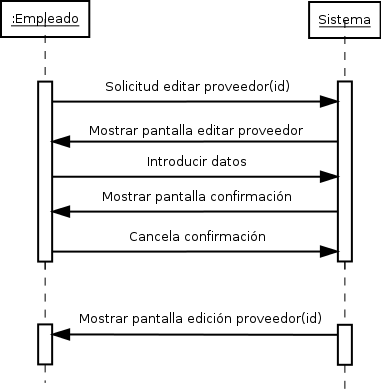 :Empleado
Sistema
Solicitud editar proveedor(id)
Mostrar pantalla editar proveedor
Introducir datos
Mostrar pantalla confirmación
Cancela confirmación
Mostrar pantalla edición proveedor(id)